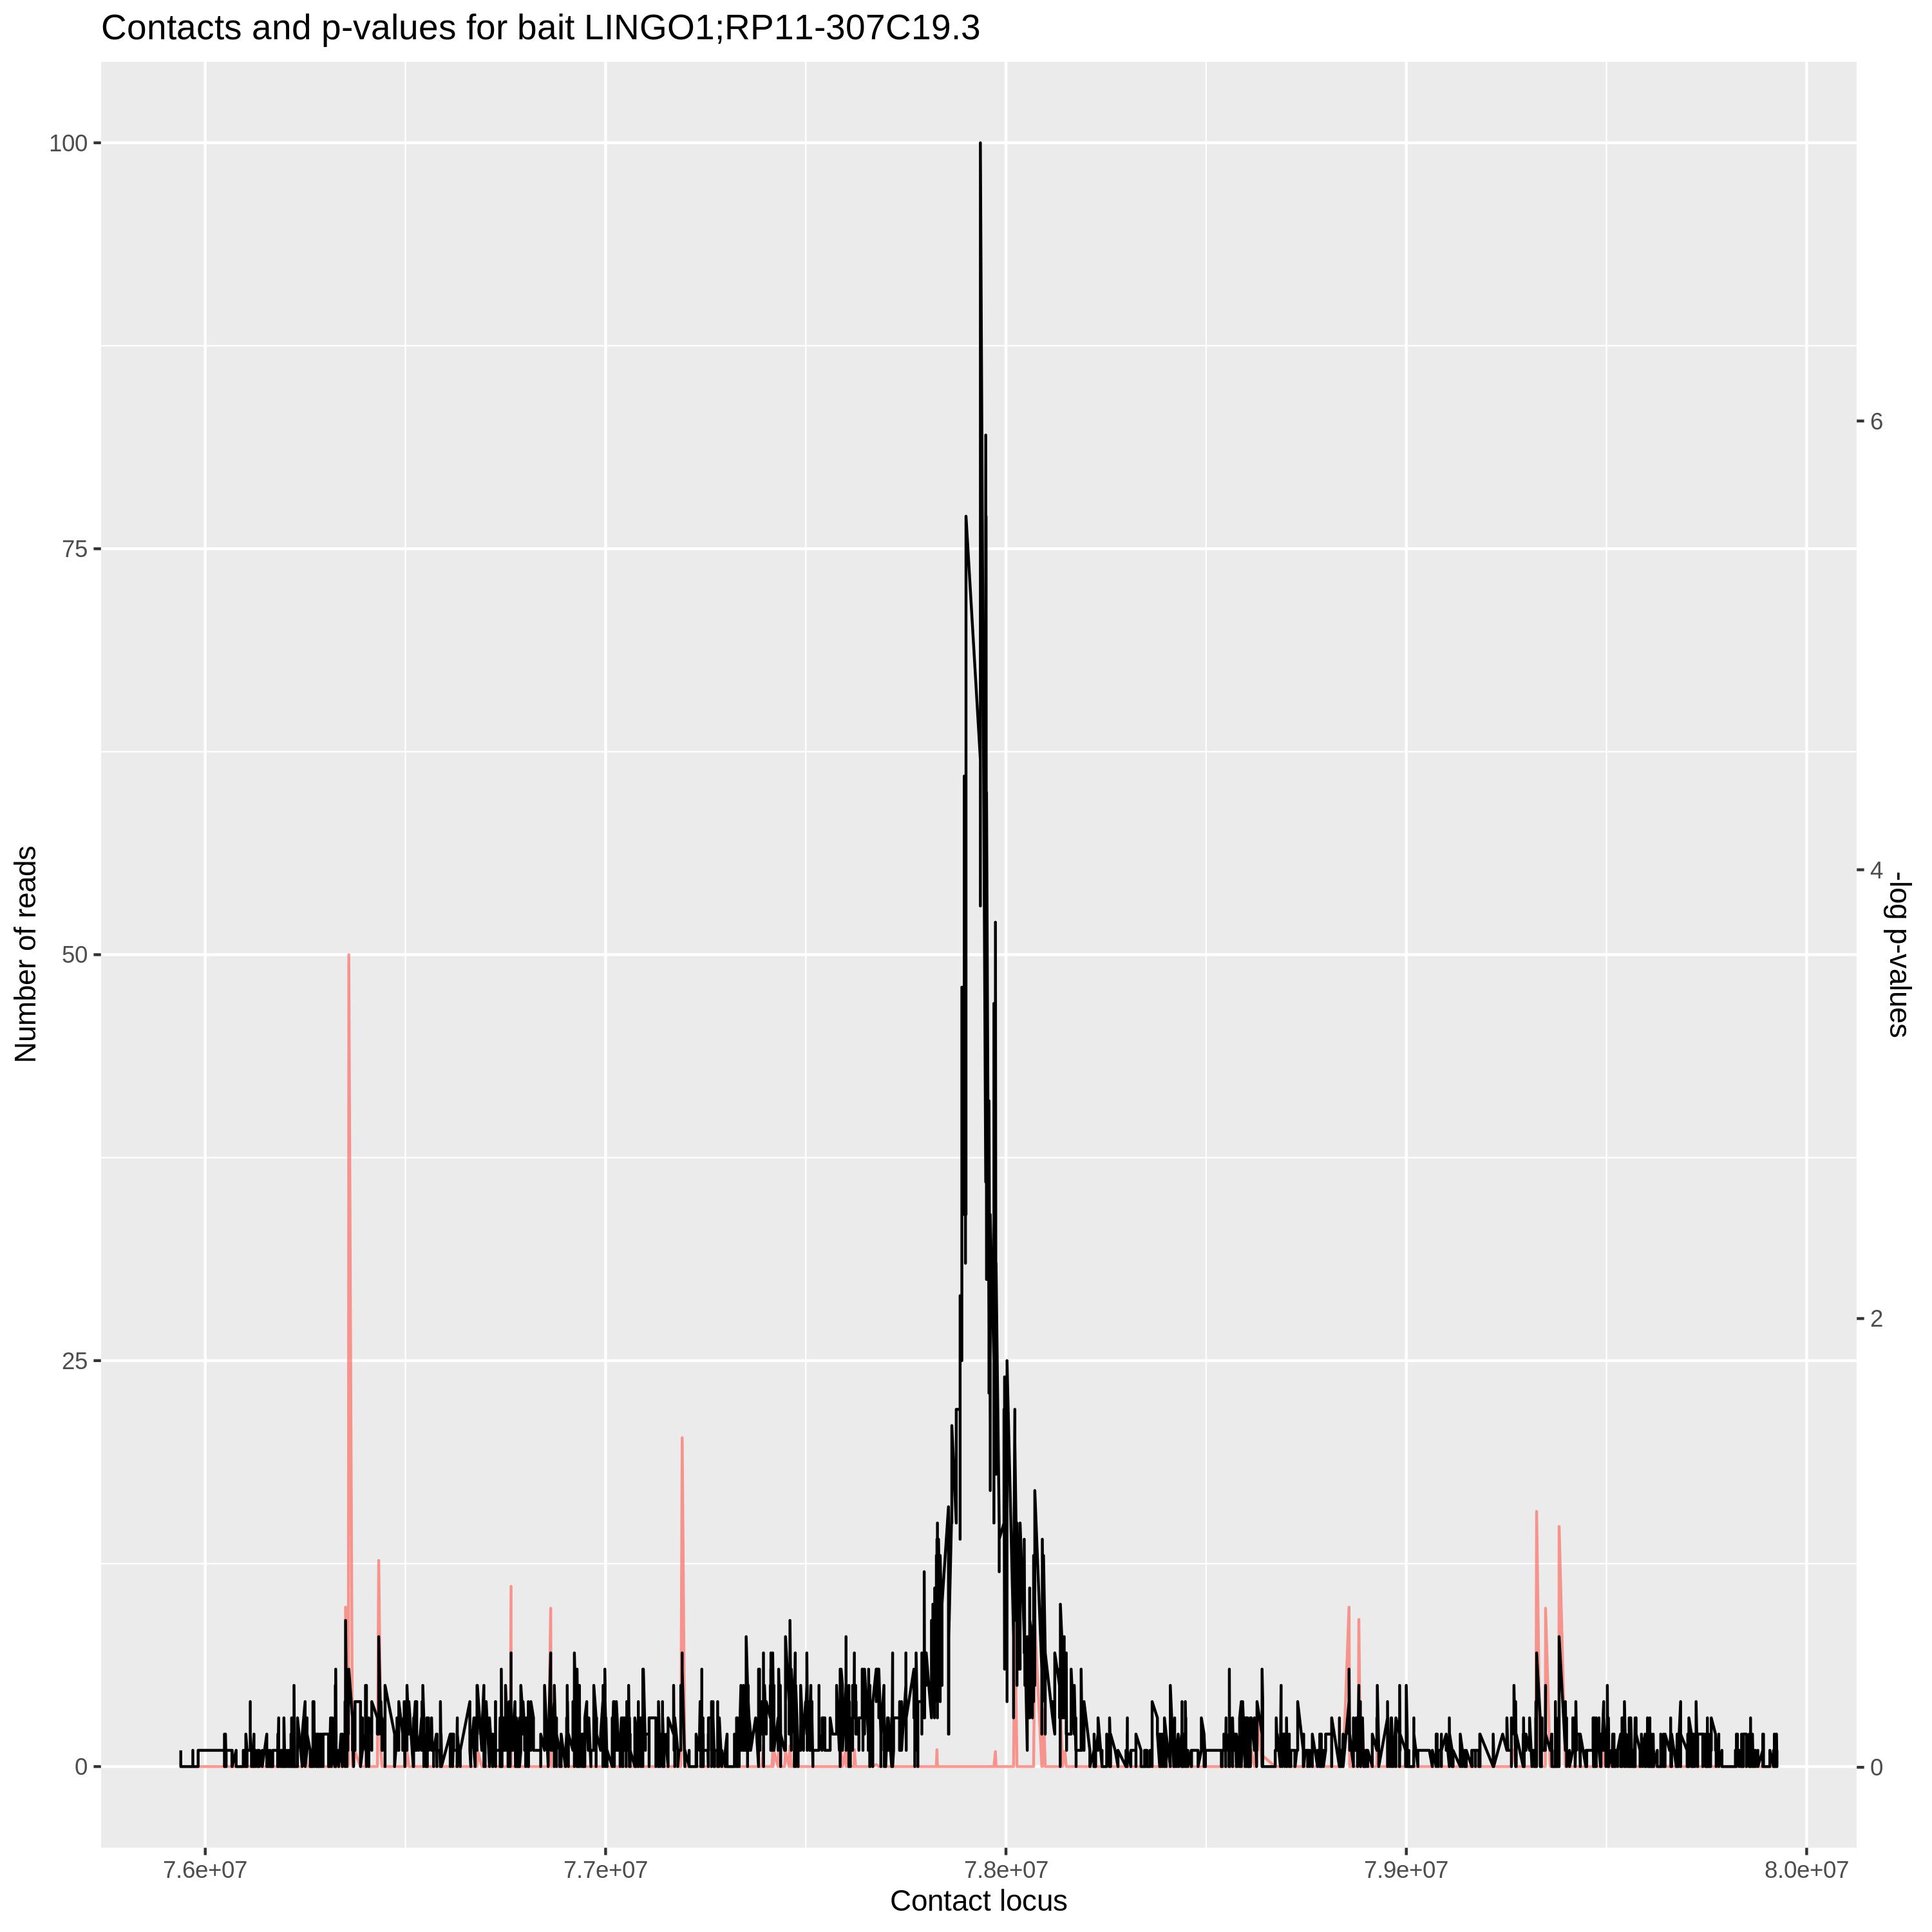 Contacts and p-values for bait LINGO1;RP11-307C19.3
100
75
50
25
0
Number of reads
6
4
2
0
-log p-values
7.6e+07 7.7e+07 7.8e+07 7.9e+07 8.0e+07
Contact locus